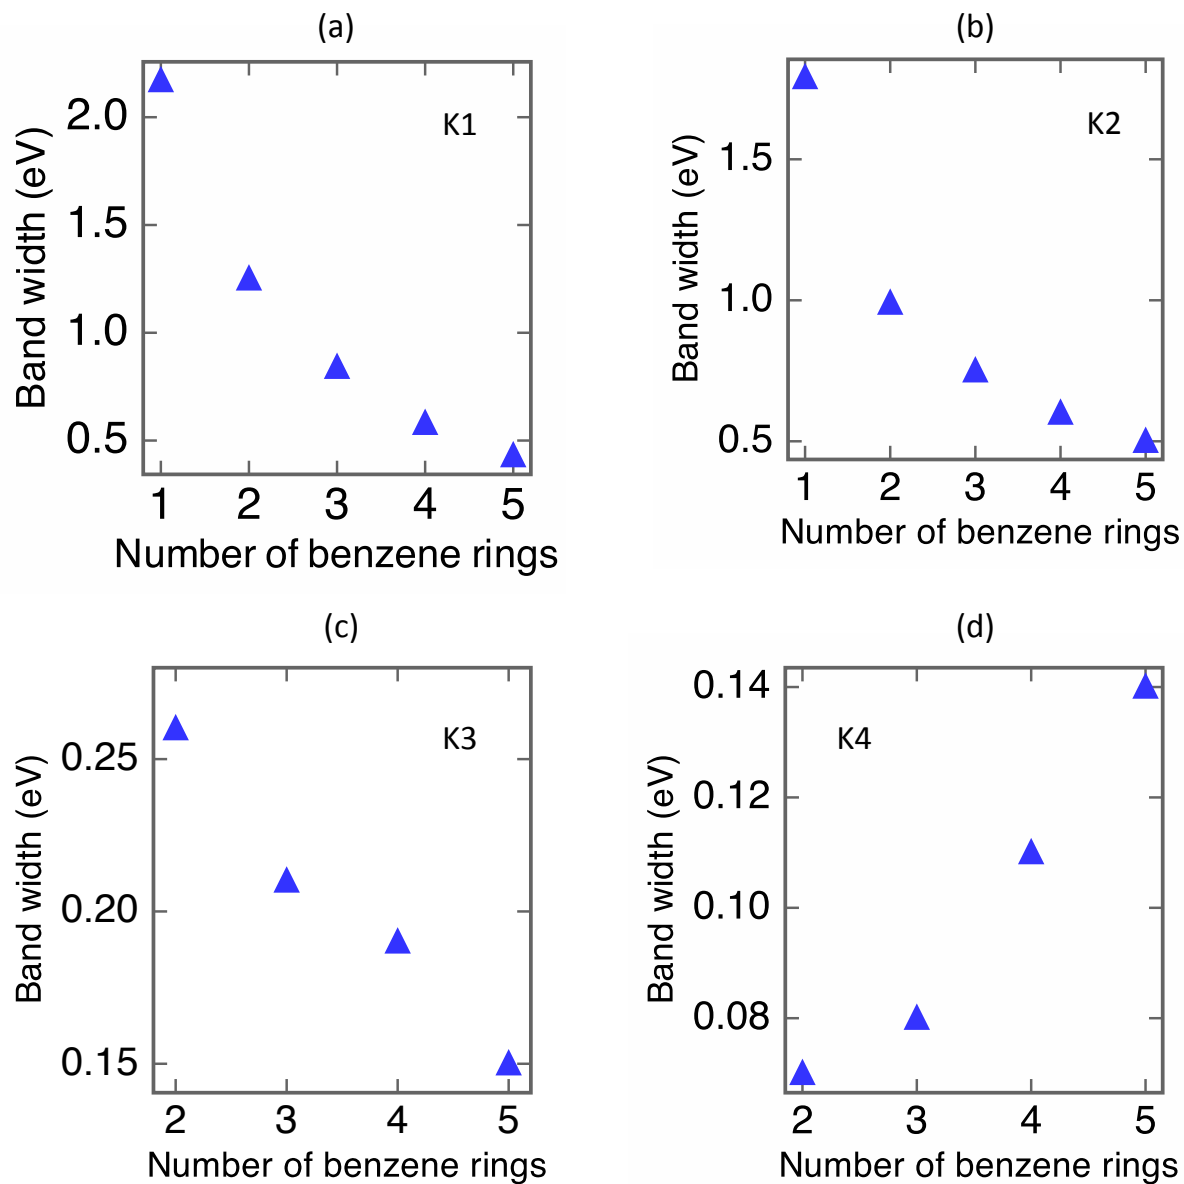 (a)
K1
Band width (eV)
2.0
1.5
1.0
0.5
1 2 3 4 5
Number of benzene rings
(b)
K2
Band width (eV)
1.5
1.0
0.5
1 2 3 4 5
Number of benzene rings
(c)
K3
Band width (eV)
0.25
0.20
0.15
2 3 4 5
Number of benzene rings
(d)
K4
Band width (eV)
0.14
0.12
0.10
0.08
2 3 4 5
Number of benzene rings